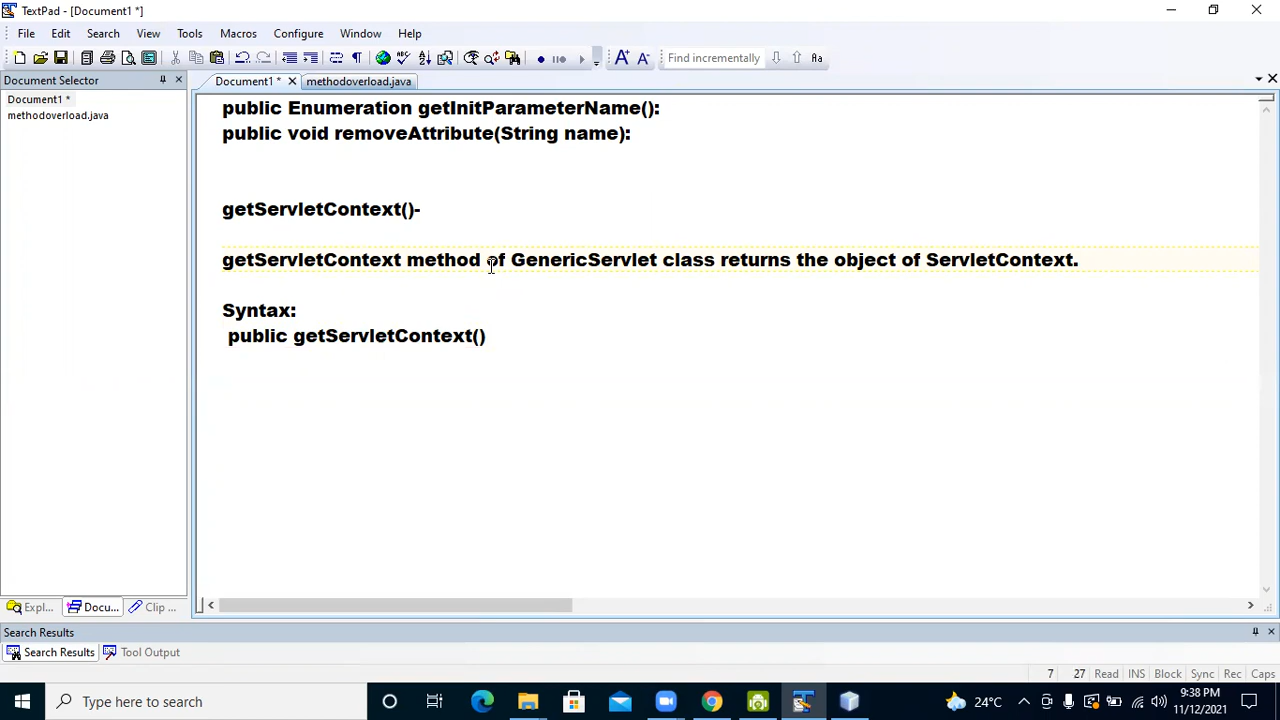 TextPad - [Document1 *]
File Edit Search View Tools Macros Configure Window Help
Find incrementally
Document Selector
Document1 *
methodoverload.java
Document1 *
methodoverload.java
public Enumeration getInitParameterName():
public void removeAttribute(String name):
getServletContext()-
getServletContext method of GenericServlet class returns the object of ServletContext.
Syntax:
public getServletContext()
Expl...
Docu...
Clip ...
Search Results
Search Results
Tool Output
7 27 Read INS Block Sync Rec Caps
Type here to search
24°C
9:38 PM
11/12/2021